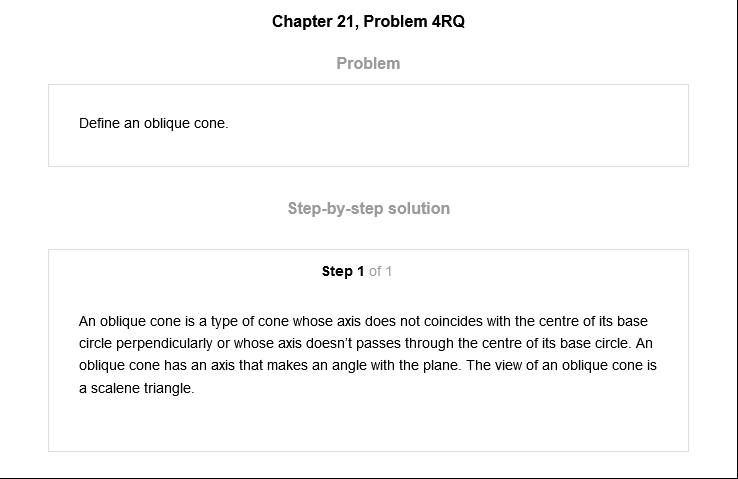 Chapter 21, Problem 4RQ
Problem
Define an oblique cone.
Step-by-step solution
Step 1 of 1
An oblique cone is a type of cone whose axis does not coincides with the centre of its base
circle perpendicularly or whose axis doesn't passes through the centre of its base circle. An
oblique cone has an axis that makes an angle with the plane. The view of an oblique cone is
a scalene triangle.